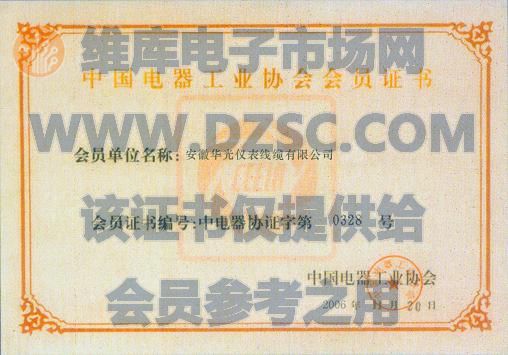 维库电子市场网
中国电器工业协会会员证书
WWW.DZSC.COM
会员单位名称：安徽华光仪表线缆有限公司
该证书仅提供给
会员证书编号：中电器协证字第 0328 号
中国电器工业协会
会员参考之用
2006 年 11 月 20 日